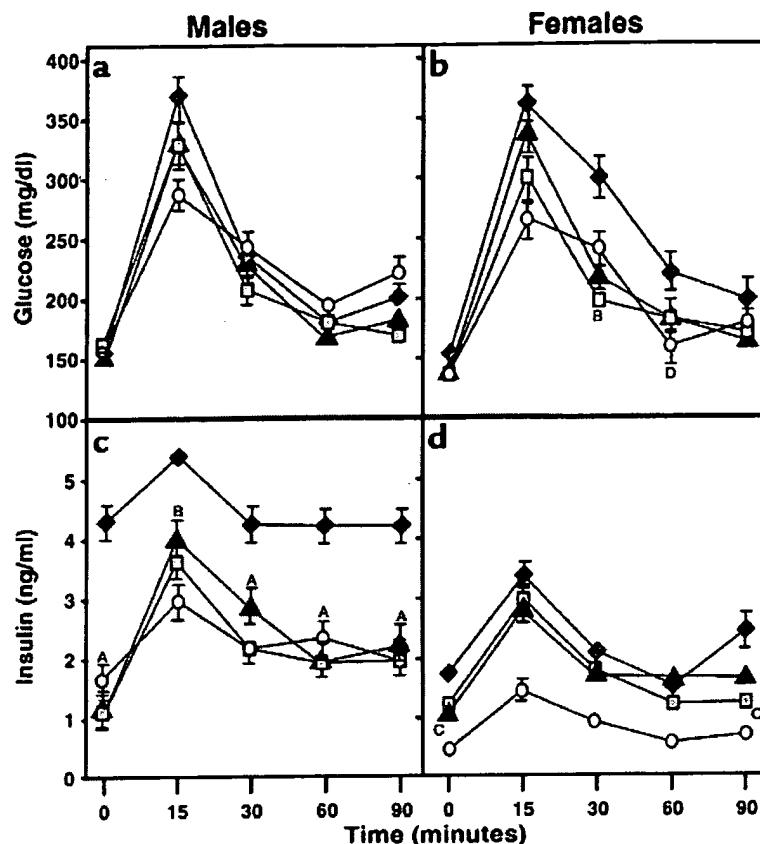 Males
Females
a
b
Glucose (mg/dl)
400
350
300
250
200
150
100
B
D
c
d
Insulin (ng/ml)
5
4
3
2
1
0
A
B
A
A
A
C
C
0 15 30 60 90
0 15 30 60 90
Time (minutes)